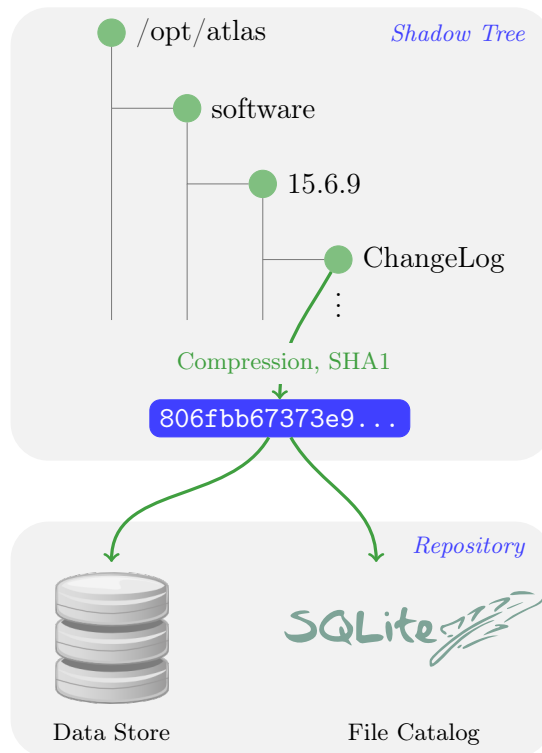 /opt/atlas
Shadow Tree
software
15.6.9
ChangeLog
⋮
Compression, SHA1
806fbb67373e9...
Repository
SQLite
Data Store
File Catalog